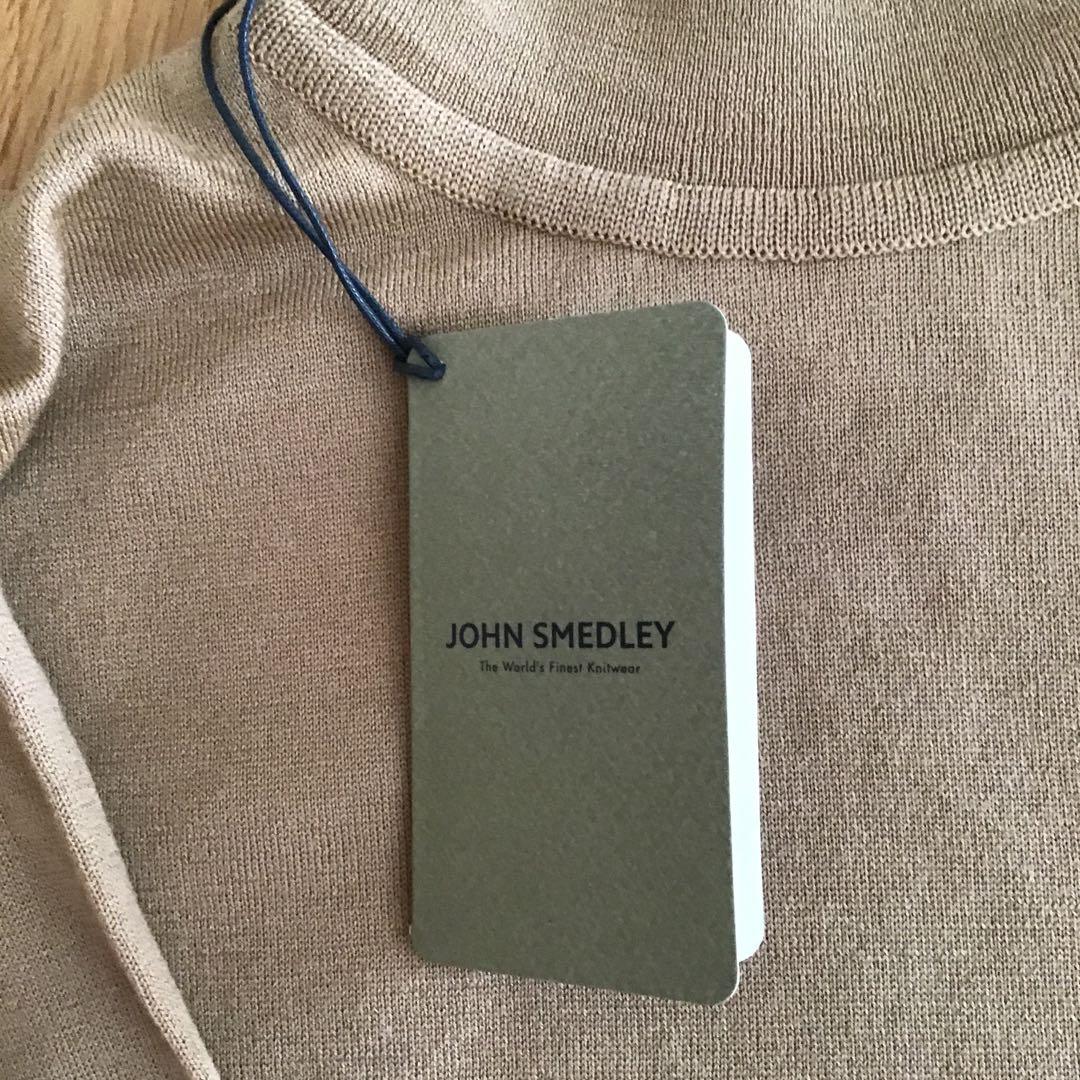 JOHN SMEDLEY
The World's Finest Knitwear